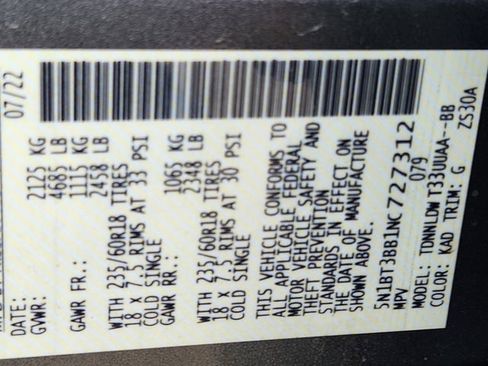 DATE: 07/22
GVWR: 2125 KG
4685 LB
GAWR FR.: 1115 KG
2458 LB
WITH 235/60R18 TIRES
18 x 7.5 RIMS AT 33 PSI
COLD SINGLE
GAWR RR.: 1065 KG
2348 LB
WITH 235/60R18 TIRES
18 x 7.5 RIMS AT 30 PSI
COLD SINGLE
THIS VEHICLE CONFORMS TO
ALL APPLICABLE FEDERAL
MOTOR VEHICLE SAFETY AND
THEFT PREVENTION
STANDARDS IN EFFECT ON
THE DATE OF MANUFACTURE
SHOWN ABOVE.
5N1BT3BB1NC727312
MPV 079
MODEL: TDNNLDW T33UUAA--BB
COLOR: KAD TRIM: G ZS30A